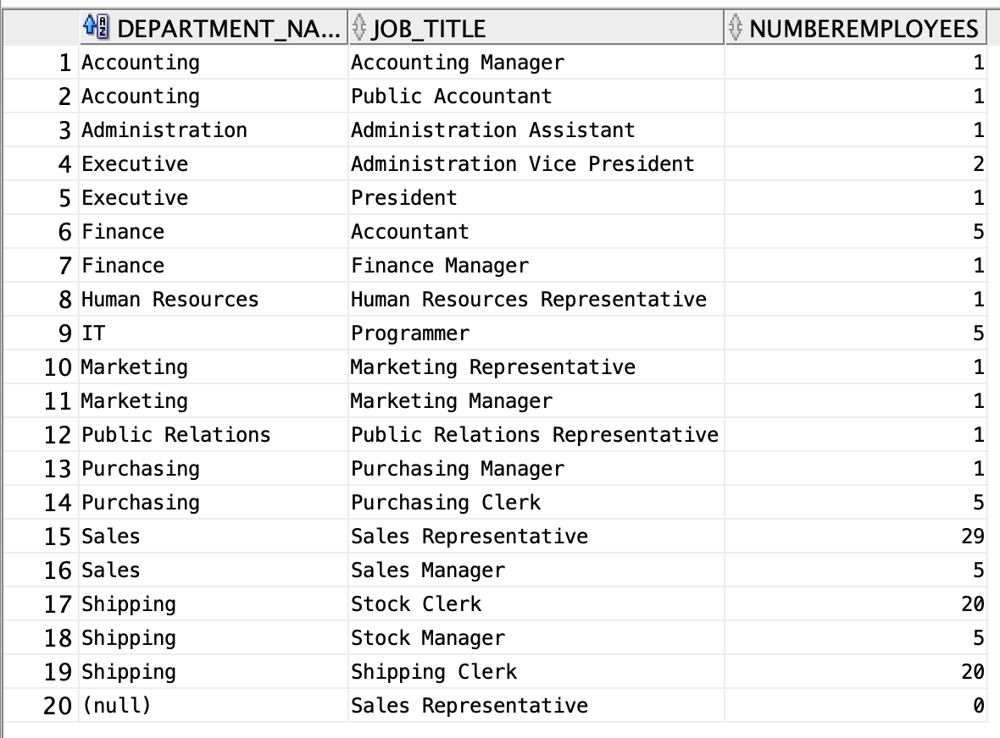 DEPARTMENT_NA... JOB_TITLE NUMBEREMPLOYEES
1 Accounting Accounting Manager 1
2 Accounting Public Accountant 1
3 Administration Administration Assistant 1
4 Executive Administration Vice President 2
5 Executive President 1
6 Finance Accountant 5
7 Finance Finance Manager 1
8 Human Resources Human Resources Representative 1
9 IT Programmer 5
10 Marketing Marketing Representative 1
11 Marketing Marketing Manager 1
12 Public Relations Public Relations Representative 1
13 Purchasing Purchasing Manager 1
14 Purchasing Purchasing Clerk 5
15 Sales Sales Representative 29
16 Sales Sales Manager 5
17 Shipping Stock Clerk 20
18 Shipping Stock Manager 5
19 Shipping Shipping Clerk 20
20 (null) Sales Representative 0